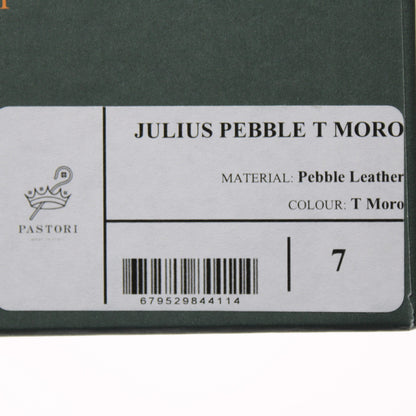 JULIUS PEBBLE T MORO
MATERIAL: Pebble Leather
COLOUR: T Moro
PASTORI
679529844114
7